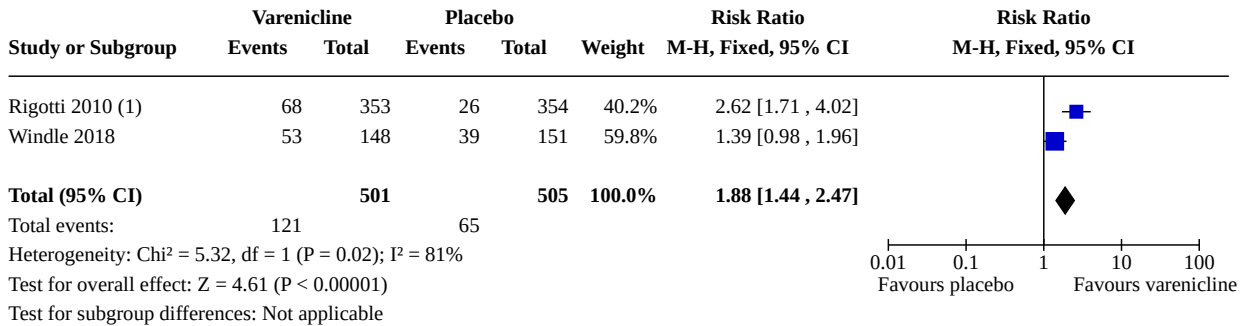 Varenicline Placebo Risk Ratio Risk Ratio
Study or Subgroup Events Total Events Total Weight M-H, Fixed, 95% CI M-H, Fixed, 95% CI
Rigotti 2010 (1) 68 353 26 354 40.2% 2.62 [1.71 , 4.02]
Windle 2018 53 148 39 151 59.8% 1.39 [0.98 , 1.96]
Total (95% CI) 501 505 100.0% 1.88 [1.44 , 2.47]
Total events: 121 65
Heterogeneity: Chi² = 5.32, df = 1 (P = 0.02); I² = 81%
0.01 0.1 1 10 100
Test for overall effect: Z = 4.61 (P < 0.00001) Favours placebo Favours varenicline
Test for subgroup differences: Not applicable